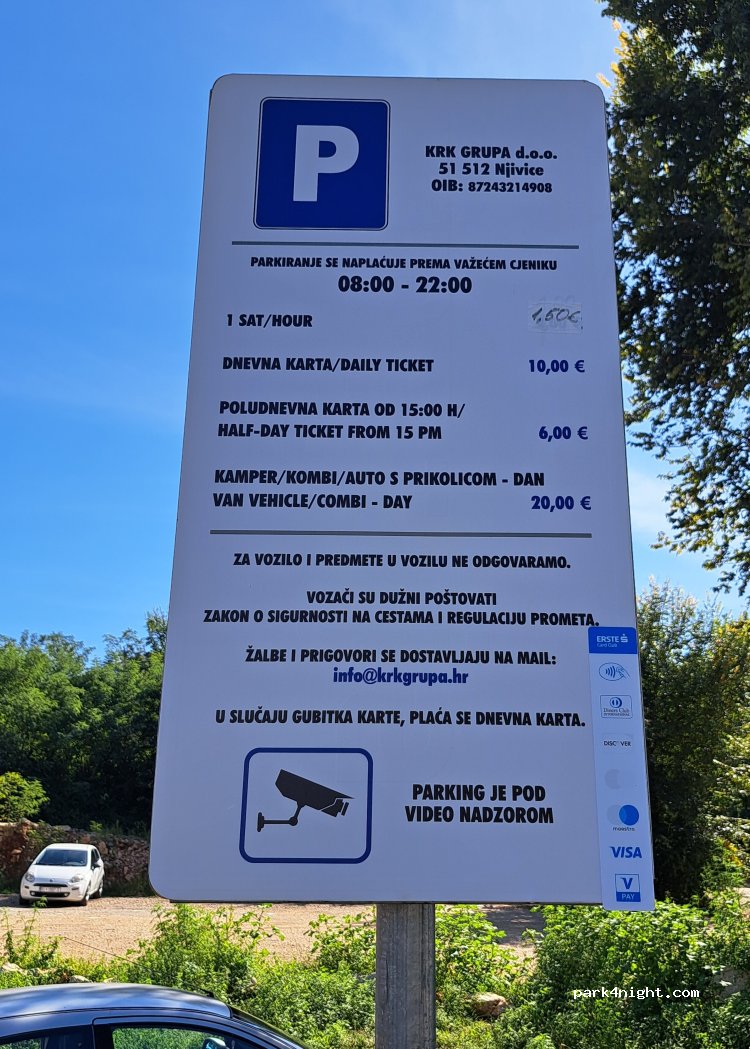 P
KRK GRUPA d.o.o.
51 512 Njivice
OIB: 87243214908
PARKIRANJE SE NAPLAĆUJE PREMA VAŽEĆEM CJENIKU
08:00 - 22:00
1 SAT/HOUR 1,50€
DNEVNA KARTA/DAILY TICKET 10,00 €
POLUDNEVNA KARTA OD 15:00 H/
HALF-DAY TICKET FROM 15 PM 6,00 €
KAMPER/KOMBI/AUTO S PRIKOLICOM - DAN
VAN VEHICLE/COMBI - DAY 20,00 €
ZA VOZILO I PREDMETE U VOZILU NE ODGOVARAMO.
VOZAČI SU DUŽNI POŠTOVATI
ZAKON O SIGURNOSTI NA CESTAMA I REGULACIJU PROMETA.
ŽALBE I PRIGOVORI SE DOSTAVLJAJU NA MAIL:
info@krkgrupa.hr
U SLUČAJU GUBITKA KARTE, PLAĆA SE DNEVNA KARTA.
PARKING JE POD
VIDEO NADZOROM
ERSTE
Card Club
Diners Club
INTERNATIONAL
DISCOVER
maestro
VISA
V
PAY
park4night.com